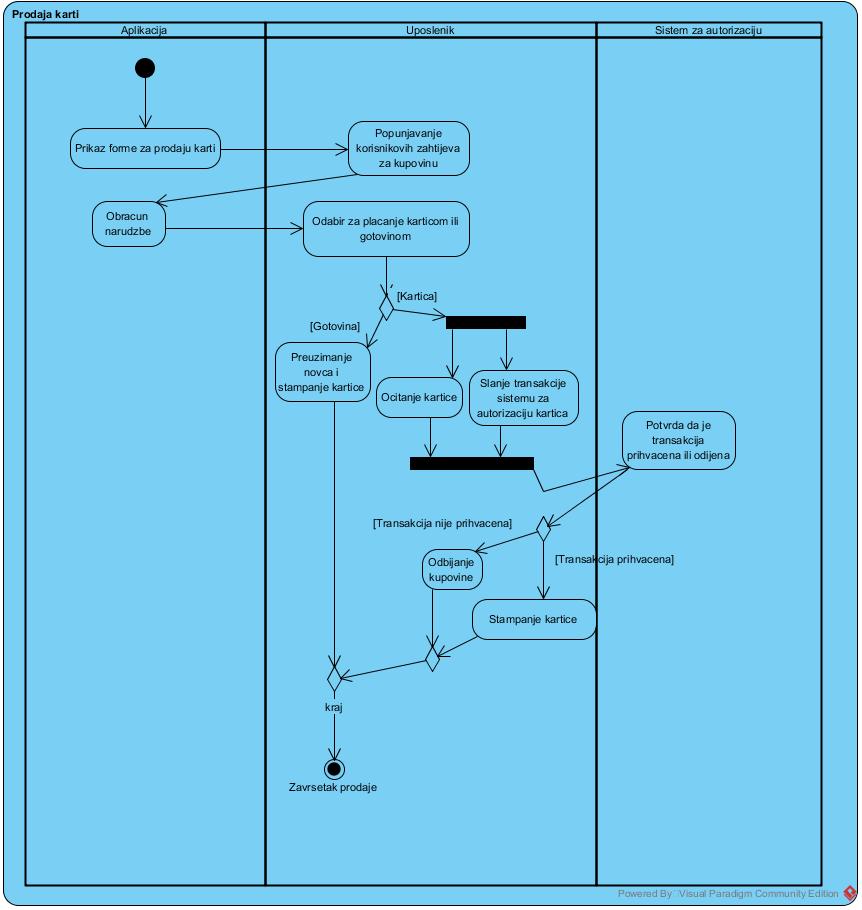 Prodaja karti
Aplikacija
Uposlenik
Sistem za autorizaciju
Prikaz forme za prodaju karti
Popunjavanje
korisnikovih zahtijeva
za kupovinu
Obracun
narudzbe
Odabir za placanje karticom ili
gotovinom
[Kartica]
[Gotovina]
Preuzimanje
novca i
stampanje kartice
Ocitanje kartice
Slanje transakcije
sistemu za
autorizaciju kartica
Potvrda da je
transakcija
prihvacena ili odijena
[Transakcija nije prihvacena]
Odbijanje
kupovine
[Transakcija prihvacena]
Stampanje kartice
kraj
Zavrsetak prodaje
Powered By Visual Paradigm Community Edition